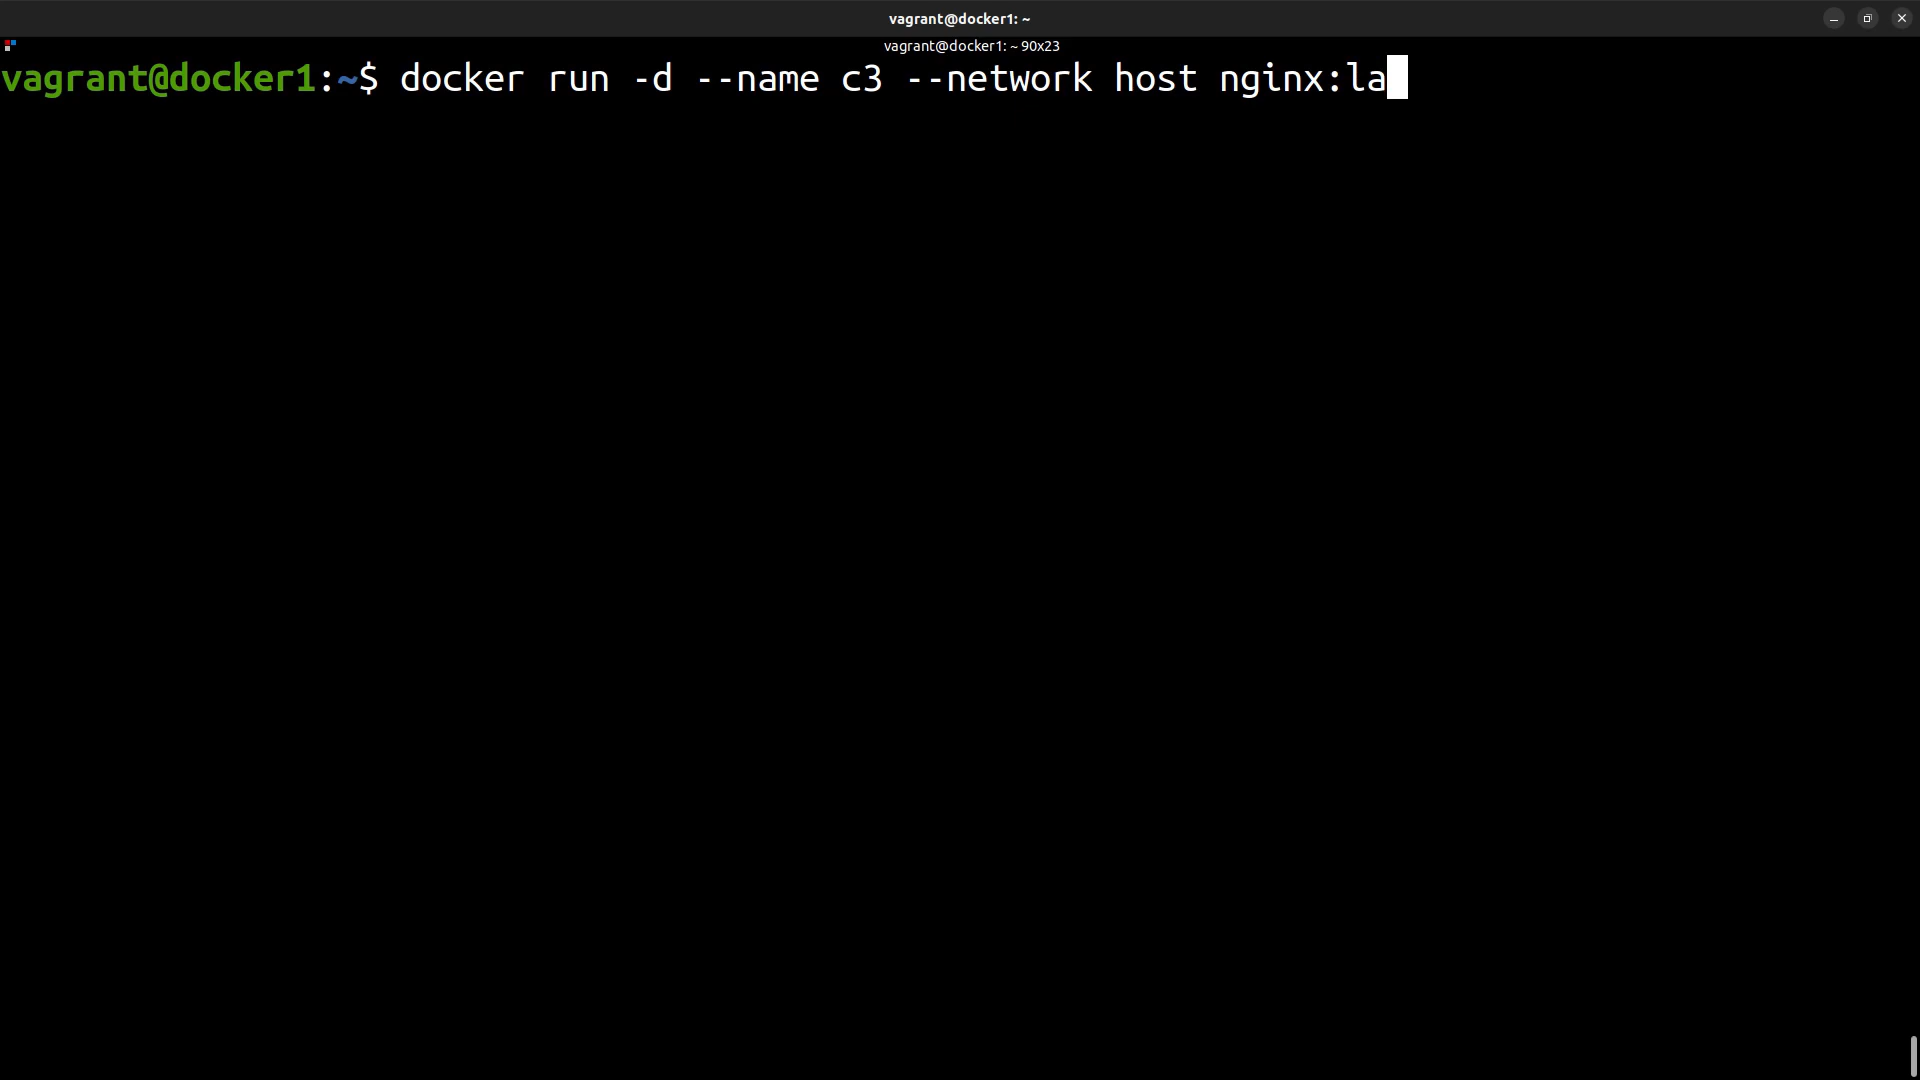 vagrant@docker1: ~
vagrant@docker1: ~ 90x23
vagrant@docker1:~$ docker run -d --name c3 --network host nginx:la